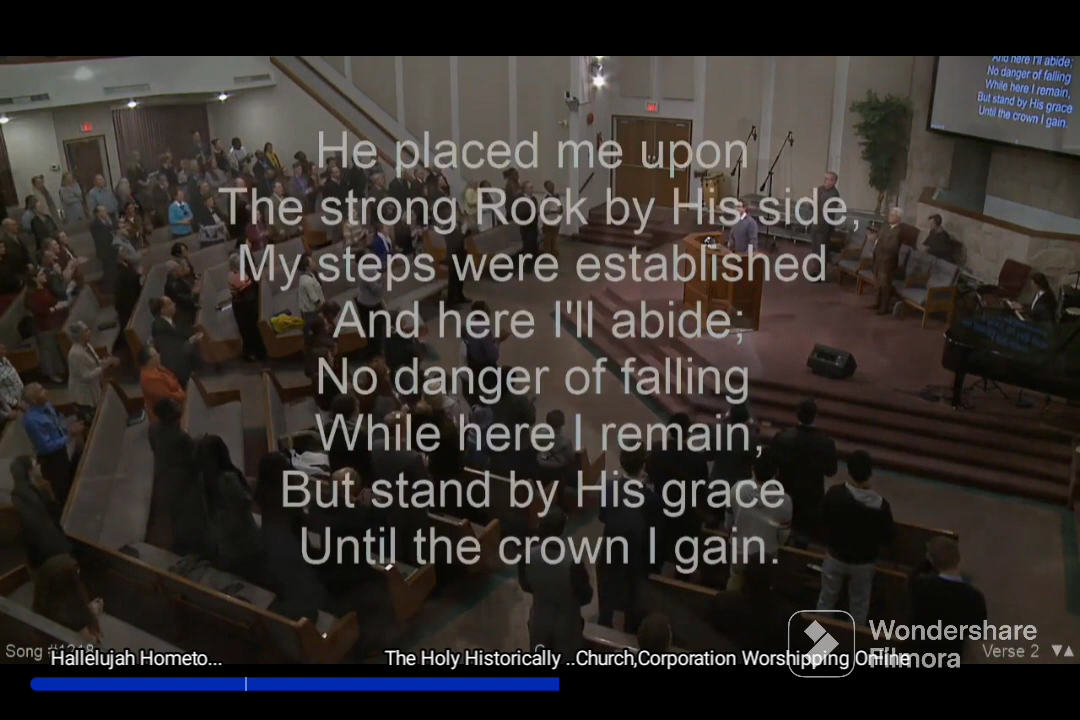 And here I'll abide;
No danger of falling
While here I remain,
But stand by His grace
Until the crown I gain.
He placed me upon
The strong Rock by His side,
My steps were established
And here I'll abide;
No danger of falling
While here I remain,
But stand by His grace
Until the crown I gain.
Wondershare
Filmora
Song
Verse 2 ▼▲
Hallelujah Hometo...
The Holy Historically ..Church,Corporation Worshipping Online